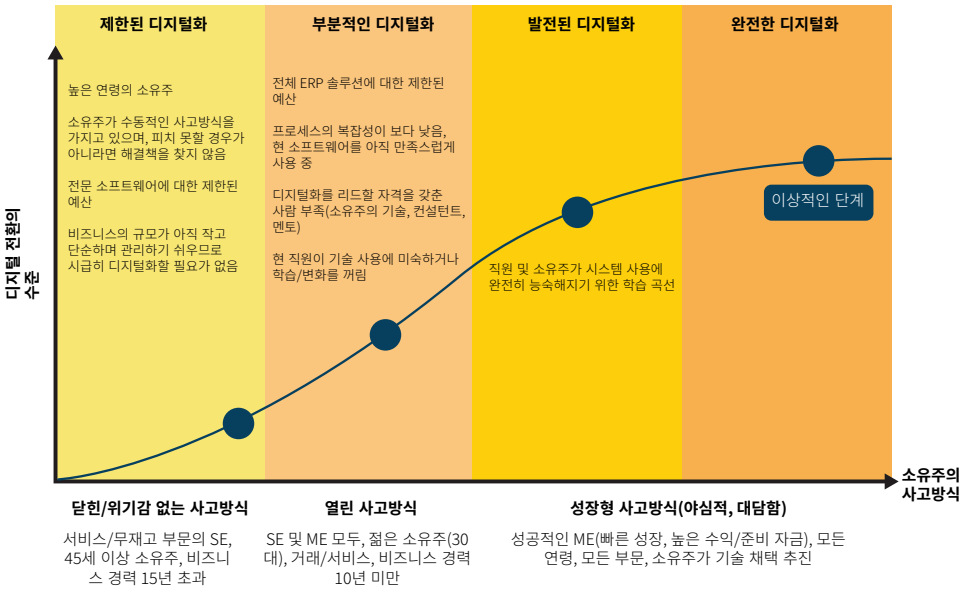 제한된 디지털화
부분적인 디지털화
발전된 디지털화
완전한 디지털화
높은 연령의 소유주
소유주가 수동적인 사고방식을
가지고 있으며, 피치 못할 경우가
아니라면 해결책을 찾지 않음
전문 소프트웨어에 대한 제한된
예산
비즈니스의 규모가 아직 작고
단순하며 관리하기 쉬우므로
시급히 디지털화할 필요가 없음
전체 ERP 솔루션에 대한 제한된
예산
프로세스의 복잡성이 보다 낮음,
현 소프트웨어를 아직 만족스럽게
사용 중
디지털화를 리드할 자격을 갖춘
사람 부족(소유주의 기술, 컨설턴트,
멘토)
현 직원이 기술 사용에 미숙하거나
학습/변화를 꺼림
직원 및 소유주가 시스템 사용에
완전히 능숙해지기 위한 학습 곡선
이상적인 단계
디지털 전환의
수준
소유주의
사고방식
닫힌/위기감 없는 사고방식
서비스/무재고 부문의 SE,
45세 이상 소유주, 비즈니
스 경력 15년 초과
열린 사고방식
SE 및 ME 모두, 젊은 소유주(30
대), 거래/서비스, 비즈니스 경력
10년 미만
성장형 사고방식(야심적, 대담함)
성공적인 ME(빠른 성장, 높은 수익/준비 자금), 모든
연령, 모든 부문, 소유주가 기술 채택 추진